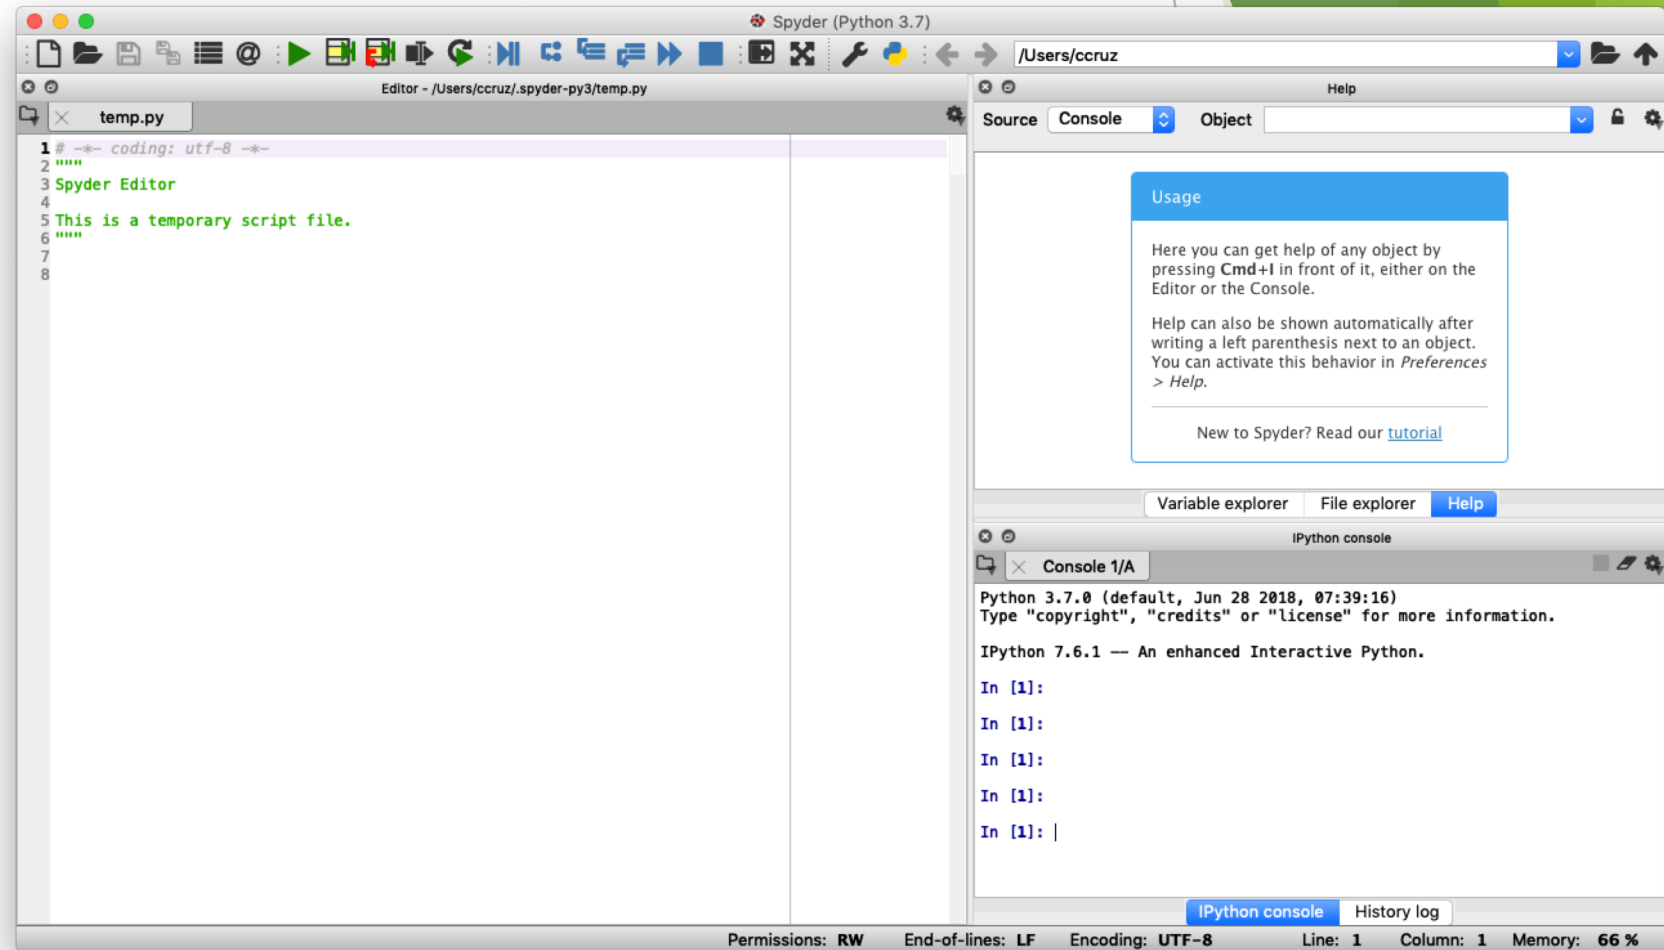 Spyder (Python 3.7)
/Users/ccruz
Editor - /Users/ccruz/.spyder-py3/temp.py
temp.py
1 # -*- coding: utf-8 -*-
2 """
3 Spyder Editor
4
5 This is a temporary script file.
6 """
7
8
Help
Source Console Object
Usage
Here you can get help of any object by
pressing Cmd+I in front of it, either on the
Editor or the Console.
Help can also be shown automatically after
writing a left parenthesis next to an object.
You can activate this behavior in Preferences
> Help.
New to Spyder? Read our tutorial
Variable explorer File explorer Help
IPython console
Console 1/A
Python 3.7.0 (default, Jun 28 2018, 07:39:16)
Type "copyright", "credits" or "license" for more information.
IPython 7.6.1 -- An enhanced Interactive Python.
In [1]:
In [1]:
In [1]:
In [1]:
In [1]:
IPython console History log
Permissions: RW End-of-lines: LF Encoding: UTF-8 Line: 1 Column: 1 Memory: 66 %